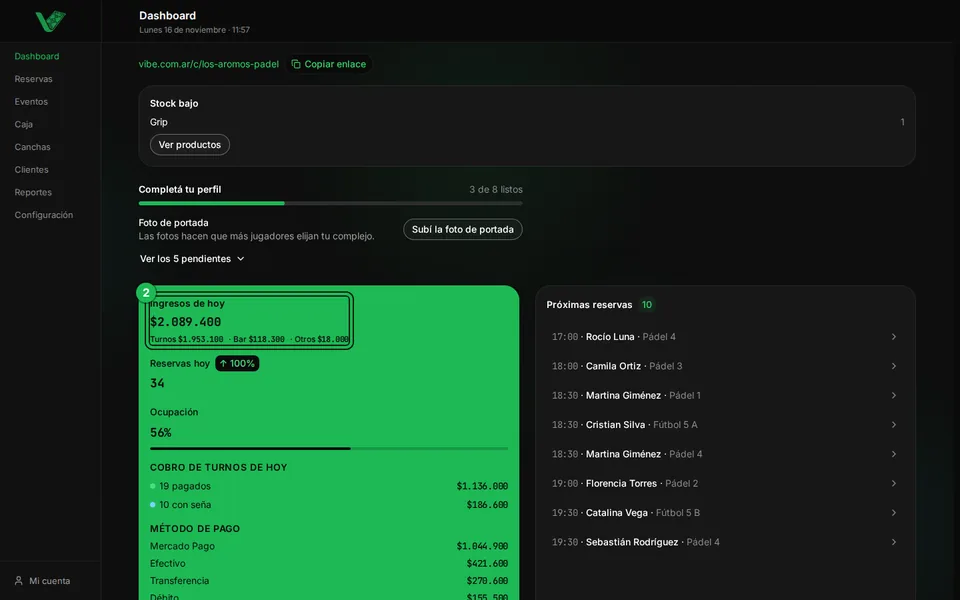 Dashboard
Lunes 16 de noviembre · 11:57
Dashboard
Reservas
Eventos
Caja
Canchas
Clientes
Reportes
Configuración
Mi cuenta
vibe.com.ar/c/los-aromos-padel
Copiar enlace
Stock bajo
Grip 1
Ver productos
Completá tu perfil 3 de 8 listos
Foto de portada
Las fotos hacen que más jugadores elijan tu complejo.
Subí la foto de portada
Ver los 5 pendientes
2
Ingresos de hoy
$2.089.400
Turnos $1.953.100 · Bar $118.300 · Otros $18.000
Reservas hoy ↑ 100%
34
Ocupación
56%
COBRO DE TURNOS DE HOY
19 pagados $1.136.000
10 con seña $186.600
MÉTODO DE PAGO
Mercado Pago $1.044.900
Efectivo $421.600
Transferencia $270.600
Débito $155.500
Próximas reservas 10
17:00 · Rocío Luna · Pádel 4
18:00 · Camila Ortiz · Pádel 3
18:30 · Martina Giménez · Pádel 1
18:30 · Cristian Silva · Fútbol 5 A
18:30 · Martina Giménez · Pádel 4
19:00 · Florencia Torres · Pádel 2
19:30 · Catalina Vega · Fútbol 5 B
19:30 · Sebastián Rodríguez · Pádel 4